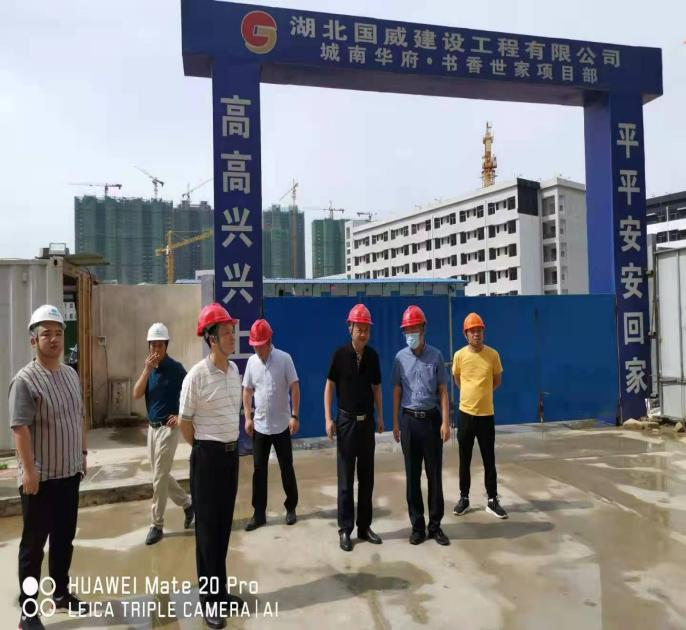 湖北国威建设工程有限公司
城南华府·书香世家项目部
高高兴兴上
平平安安回家
HUAWEI Mate 20 Pro
LEICA TRIPLE CAMERA | AI